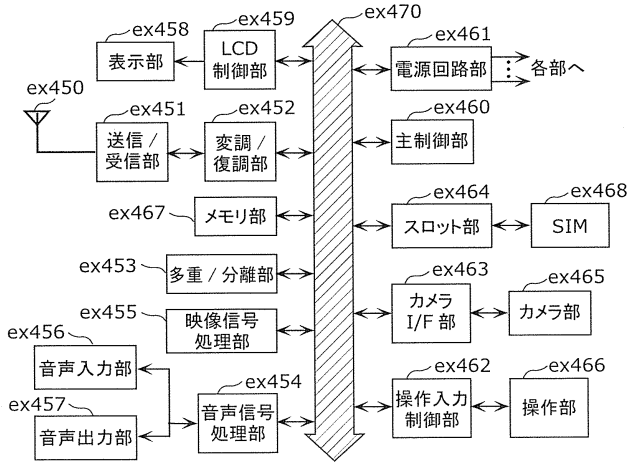 ex470
ex458
表示部
ex459
LCD
制御部
ex461
電源回路部
各部へ
ex450
ex451
送信/
受信部
ex452
変調/
復調部
ex460
主制御部
ex467
メモリ部
ex464
スロット部
ex468
SIM
ex453
多重/分離部
ex463
カメラ
I/F部
ex465
カメラ部
ex455
映像信号
処理部
ex456
音声入力部
ex457
音声出力部
ex454
音声信号
処理部
ex462
操作入力
制御部
ex466
操作部